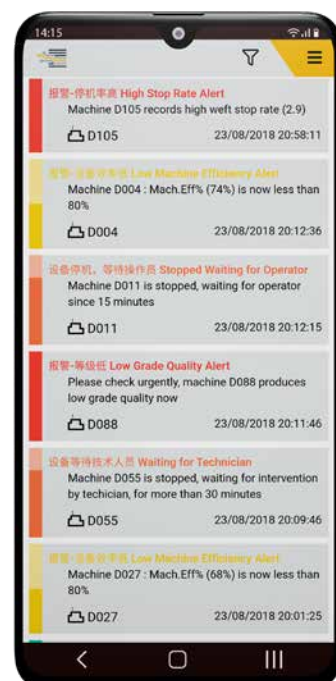 14:15
报警-停机率高 High Stop Rate Alert
Machine D105 records high weft stop rate (2.9)
D105 23/08/2018 20:58:11
报警-设备效率低 Low Machine Efficiency Alert
Machine D004 : Mach.Eff% (74%) is now less than
80%
D004 23/08/2018 20:12:36
设备停机，等待操作员 Stopped Waiting for Operator
Machine D011 is stopped, waiting for operator
since 15 minutes
D011 23/08/2018 20:12:15
报警-等级低 Low Grade Quality Alert
Please check urgently, machine D088 produces
low grade quality now
D088 23/08/2018 20:11:46
设备等待技术人员 Waiting for Technician
Machine D055 is stopped, waiting for intervention
by techician, for more than 30 minutes
D055 23/08/2018 20:09:46
报警-设备效率低 Low Machine Efficiency Alert
Machine D027 : Mach.Eff% (68%) is now less than
80%
D027 23/08/2018 20:01:25